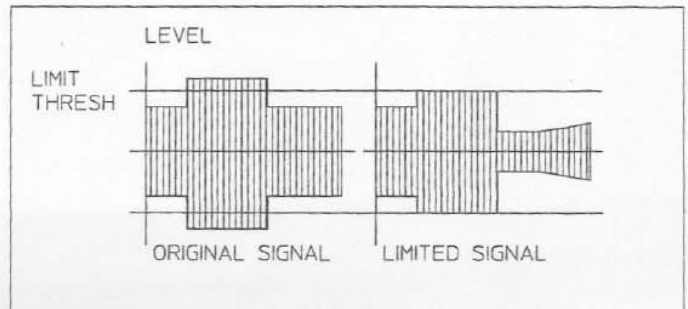 LEVEL
LIMIT
THRESH
ORIGINAL SIGNAL
LIMITED SIGNAL